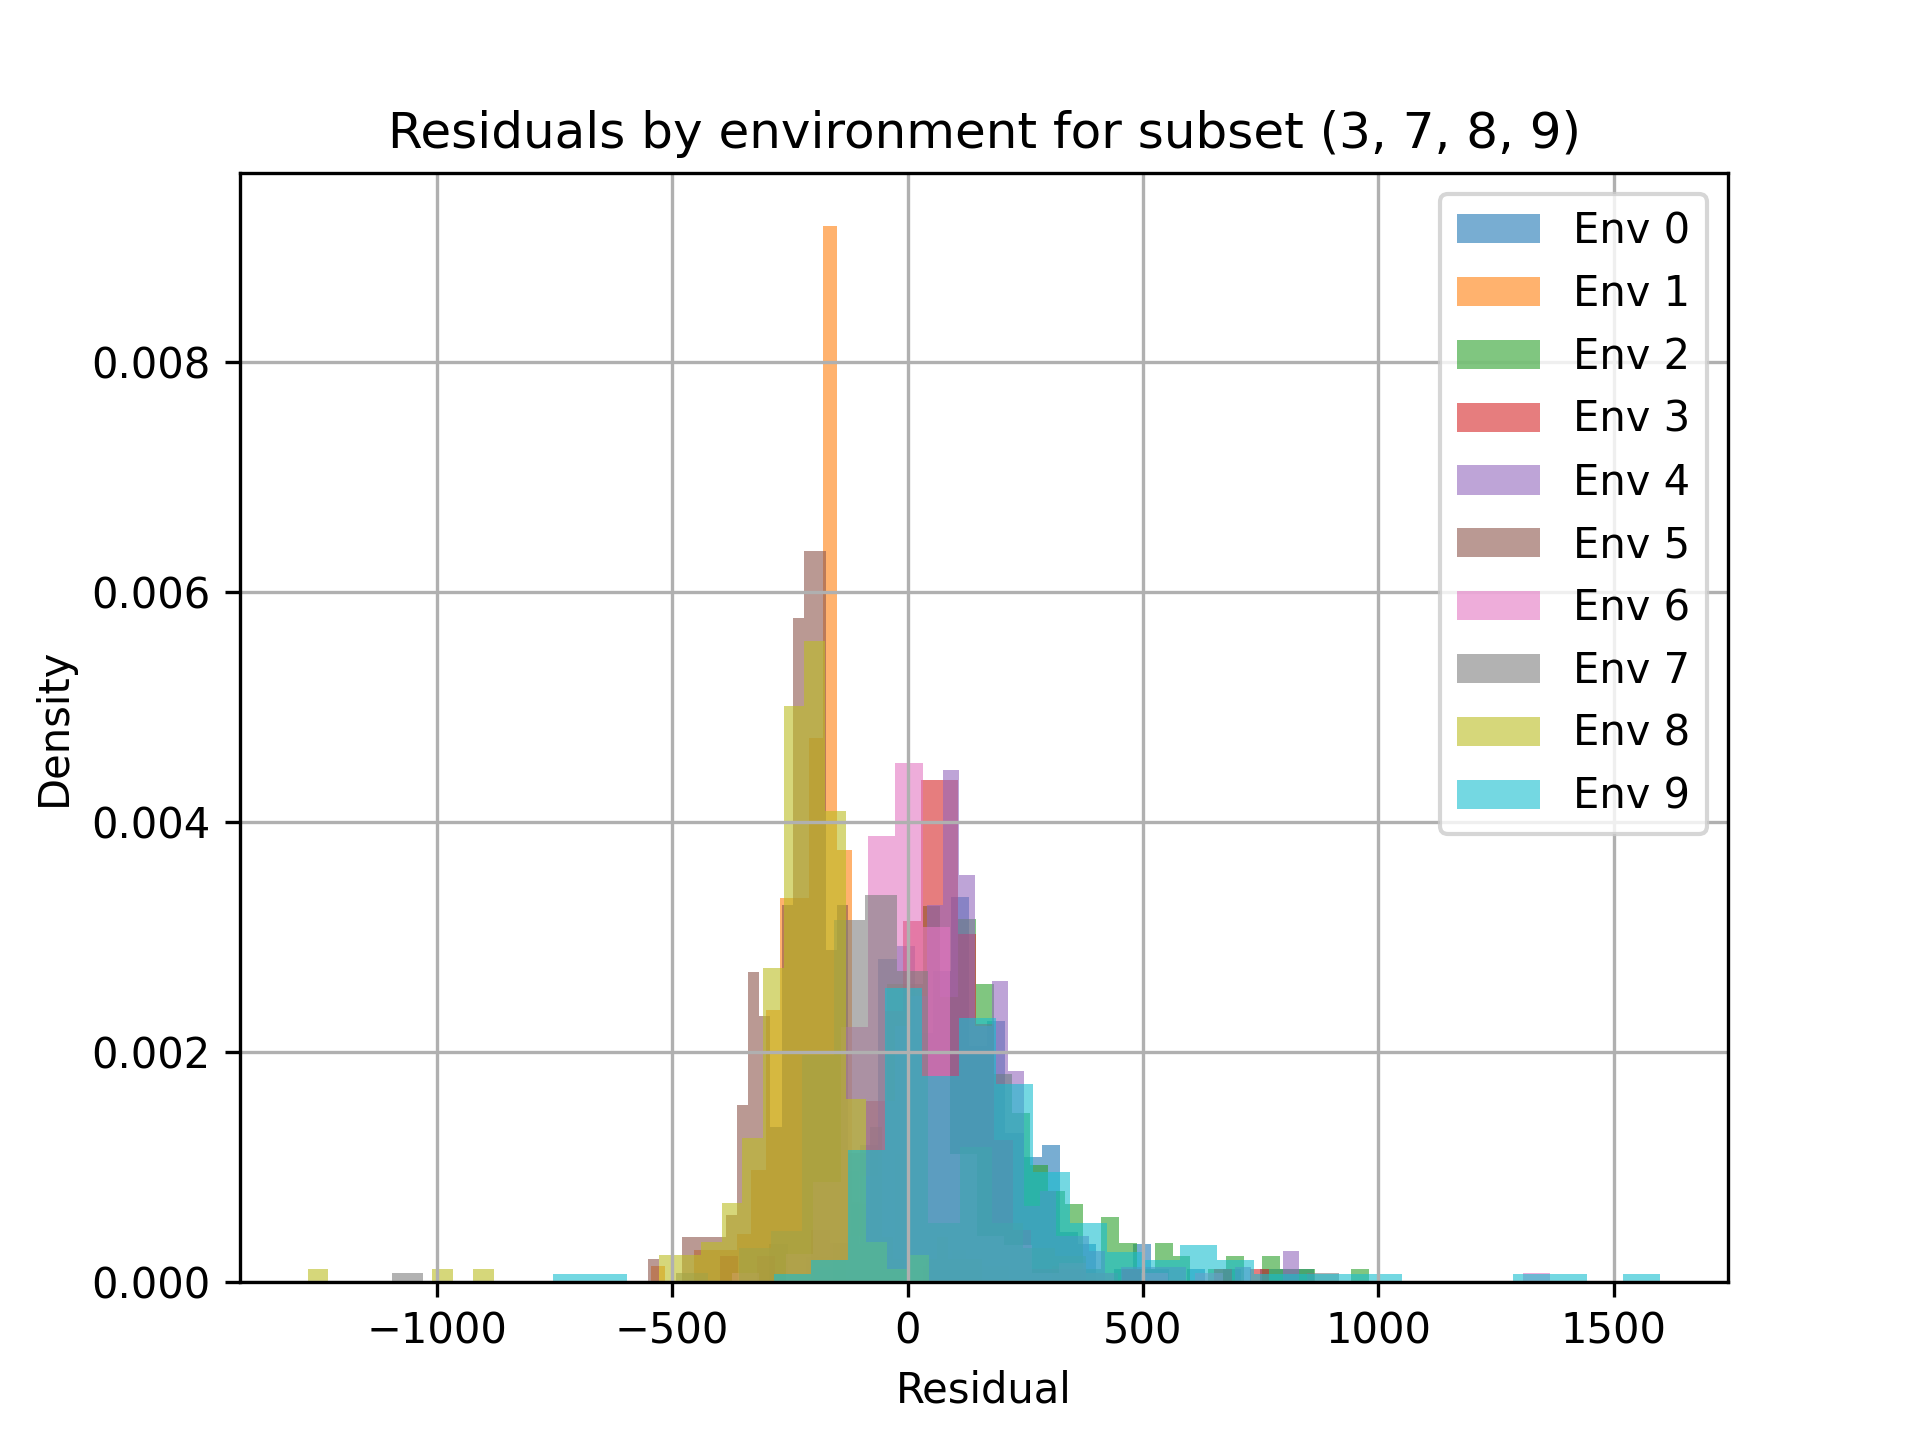 Residuals by environment for subset (3, 7, 8, 9)
Env 0
Env 1
Env 2
Env 3
Env 4
Env 5
Env 6
Env 7
Env 8
Env 9
Density
0.008
0.006
0.004
0.002
0.000
−1000 −500 0 500 1000 1500
Residual